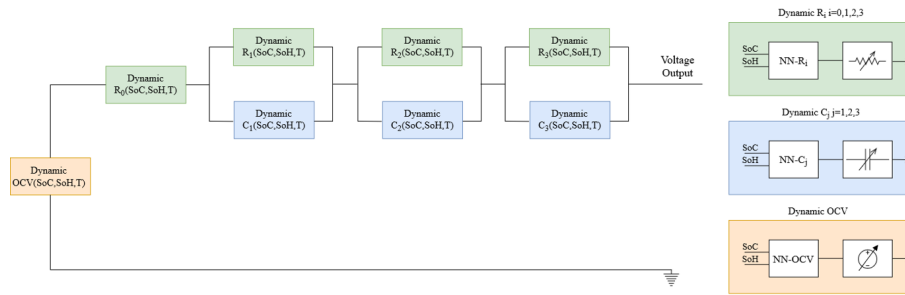 Dynamic
R₁(SoC,SoH,T)
Dynamic
R₂(SoC,SoH,T)
Dynamic
R₃(SoC,SoH,T)
Voltage
Output
Dynamic
R₀(SoC,SoH,T)
Dynamic
C₁(SoC,SoH,T)
Dynamic
C₂(SoC,SoH,T)
Dynamic
C₃(SoC,SoH,T)
Dynamic
OCV(SoC,SoH,T)
Dynamic Rᵢ i=0,1,2,3
SoC
SoH
NN-Rᵢ
Dynamic Cⱼ j=1,2,3
SoC
SoH
NN-Cⱼ
Dynamic OCV
SoC
SoH
NN-OCV